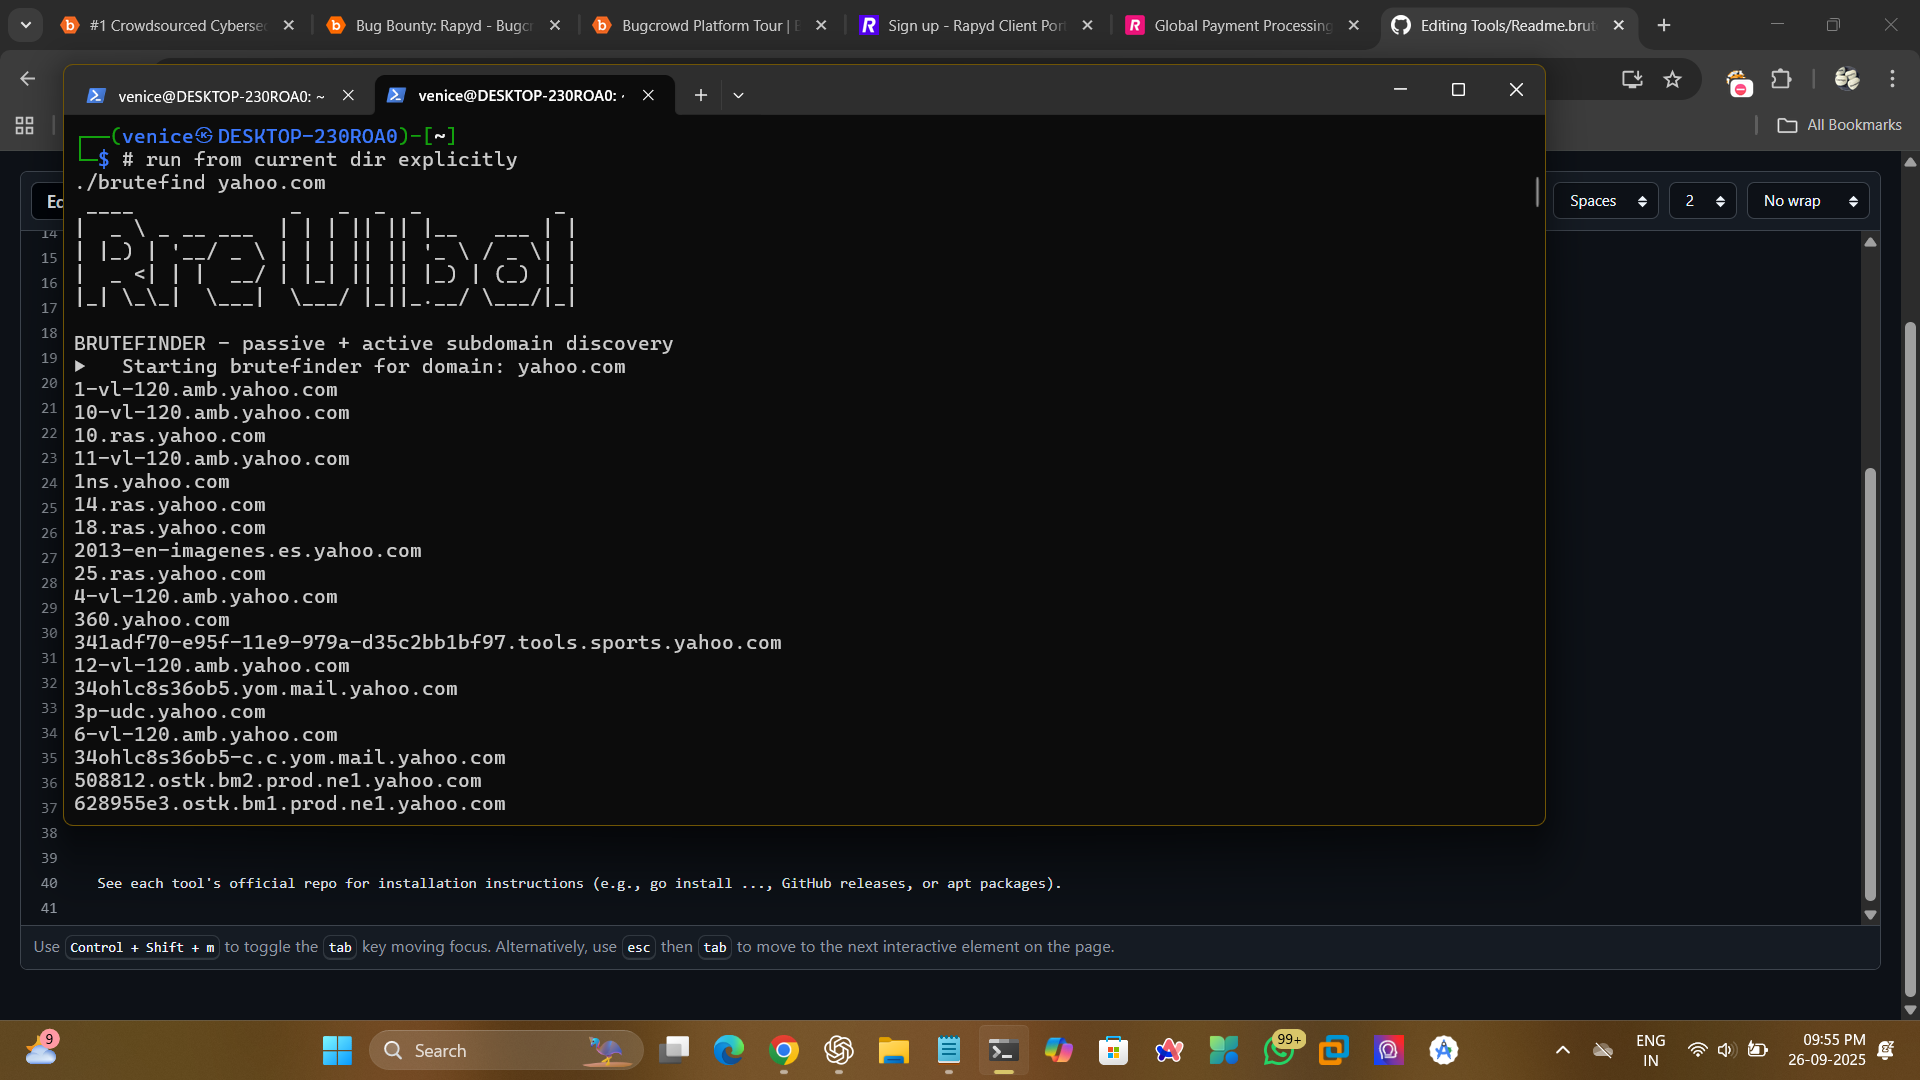 #1 Crowdsourced Cyberse
Bug Bounty: Rapyd - Bugcr
Bugcrowd Platform Tour | B
Sign up - Rapyd Client Por
Global Payment Processing
Editing Tools/Readme.brut
venice@DESKTOP-230ROA0: ~
venice@DESKTOP-230ROA0: ~
All Bookmarks
┌──(venice㉿DESKTOP-230ROA0)-[~]
└─$ # run from current dir explicitly
./brutefind yahoo.com
BRUTEFINDER - passive + active subdomain discovery
▶ Starting brutefinder for domain: yahoo.com
1-vl-120.amb.yahoo.com
10-vl-120.amb.yahoo.com
10.ras.yahoo.com
11-vl-120.amb.yahoo.com
1ns.yahoo.com
14.ras.yahoo.com
18.ras.yahoo.com
2013-en-imagenes.es.yahoo.com
25.ras.yahoo.com
4-vl-120.amb.yahoo.com
360.yahoo.com
341adf70-e95f-11e9-979a-d35c2bb1bf97.tools.sports.yahoo.com
12-vl-120.amb.yahoo.com
34ohlc8s36ob5.yom.mail.yahoo.com
3p-udc.yahoo.com
6-vl-120.amb.yahoo.com
34ohlc8s36ob5-c.c.yom.mail.yahoo.com
508812.ostk.bm2.prod.ne1.yahoo.com
628955e3.ostk.bm1.prod.ne1.yahoo.com
Ed
Spaces
2
No wrap
14
15
16
17
18
19
20
21
22
23
24
25
26
27
28
29
30
31
32
33
34
35
36
37
38
39
40 See each tool's official repo for installation instructions (e.g., go install ..., GitHub releases, or apt packages).
41
Use Control + Shift + m to toggle the tab key moving focus. Alternatively, use esc then tab to move to the next interactive element on the page.
9
Search
99+
ENG
IN
09:55 PM
26-09-2025